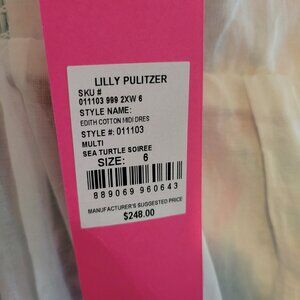 LILLY PULITZER
SKU #
011103 999 2XW 6
STYLE NAME:
EDITH COTTON MIDI DRES
STYLE #: 011103
MULTI
SEA TURTLE SOIREE
SIZE: 6
889069 960643
MANUFACTURER'S SUGGESTED PRICE
$248.00